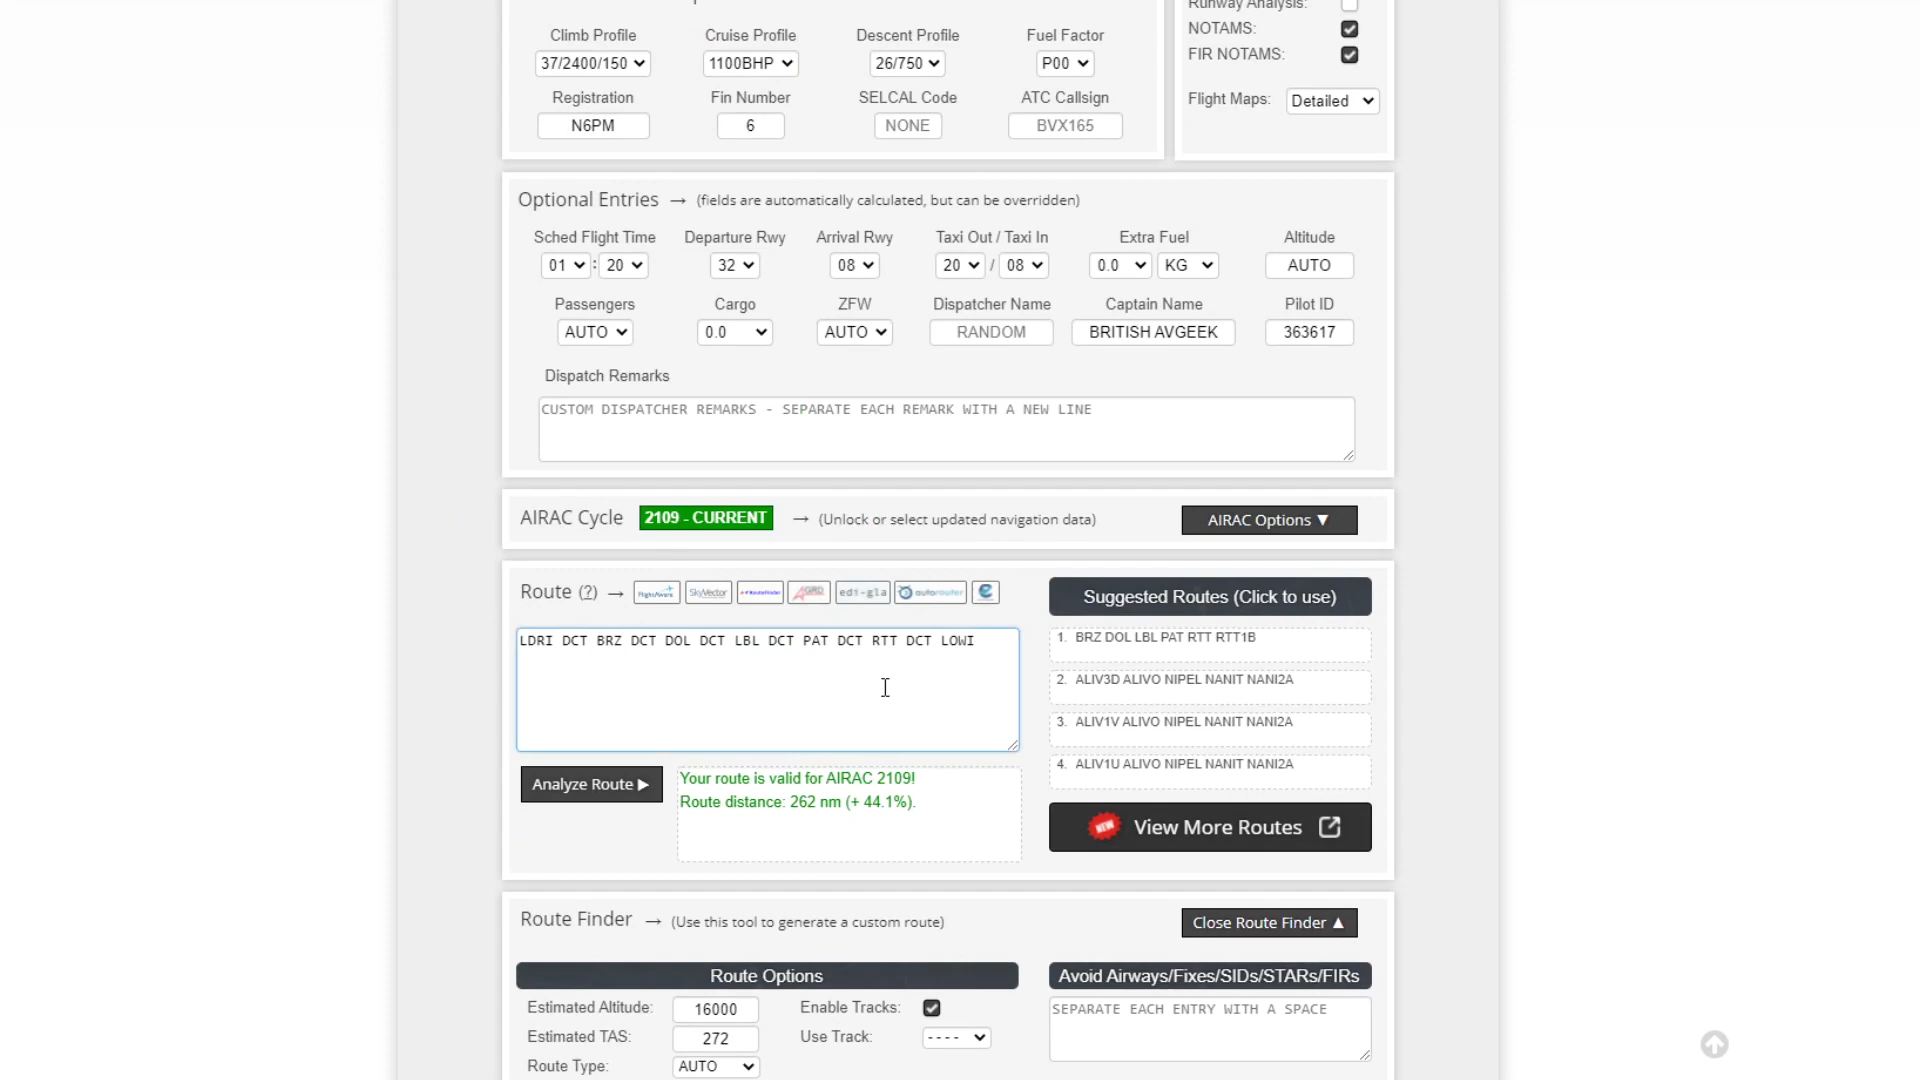 Runway Analysis:
NOTAMS:
FIR NOTAMS:
Flight Maps: Detailed
Climb Profile Cruise Profile Descent Profile Fuel Factor
37/2400/150 1100BHP 26/750 P00
Registration Fin Number SELCAL Code ATC Callsign
N6PM 6 NONE BVX165
Optional Entries → (fields are automatically calculated, but can be overridden)
Sched Flight Time Departure Rwy Arrival Rwy Taxi Out / Taxi In Extra Fuel Altitude
01 : 20 32 08 20 / 08 0.0 KG AUTO
Passengers Cargo ZFW Dispatcher Name Captain Name Pilot ID
AUTO 0.0 AUTO RANDOM BRITISH AVGEEK 363617
Dispatch Remarks
CUSTOM DISPATCHER REMARKS - SEPARATE EACH REMARK WITH A NEW LINE
AIRAC Cycle 2109 - CURRENT → (Unlock or select updated navigation data) AIRAC Options ▼
Route (?) → FlightAware SkyVector RouteFinder edi-gla autorouter
LDRI DCT BRZ DCT DOL DCT LBL DCT PAT DCT RTT DCT LOWI
Analyze Route ▶
Your route is valid for AIRAC 2109!
Route distance: 262 nm (+ 44.1%).
Suggested Routes (Click to use)
1. BRZ DOL LBL PAT RTT RTT1B
2. ALIV3D ALIVO NIPEL NANIT NANI2A
3. ALIV1V ALIVO NIPEL NANIT NANI2A
4. ALIV1U ALIVO NIPEL NANIT NANI2A
NEW View More Routes
Route Finder → (Use this tool to generate a custom route) Close Route Finder ▲
Route Options
Estimated Altitude: 16000 Enable Tracks:
Estimated TAS: 272 Use Track: ----
Route Type: AUTO
Avoid Airways/Fixes/SIDs/STARs/FIRs
SEPARATE EACH ENTRY WITH A SPACE